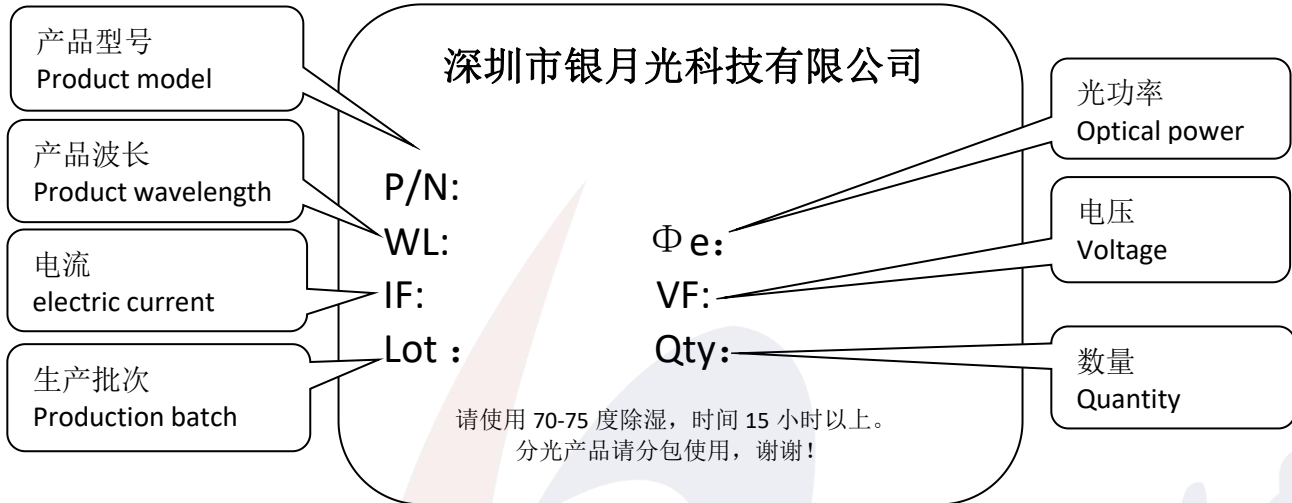 产品型号
Product model
深圳市银月光科技有限公司
光功率
Optical power
产品波长
Product wavelength
P/N:
WL:
Φe：
电压
Voltage
电流
electric current
IF:
VF:
Lot：
Qty：
生产批次
Production batch
数量
Quantity
请使用 70-75 度除湿，时间 15 小时以上。
分光产品请分包使用，谢谢！